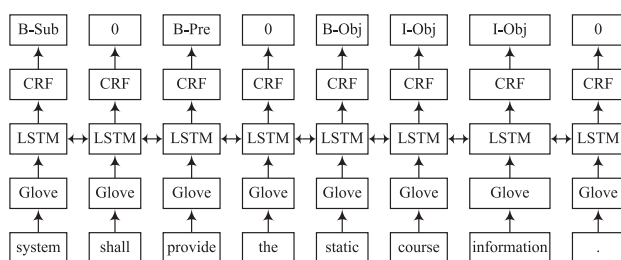 B-Sub 0 B-Pre 0 B-Obj I-Obj I-Obj 0
CRF CRF CRF CRF CRF CRF CRF CRF
LSTM LSTM LSTM LSTM LSTM LSTM LSTM LSTM
Glove Glove Glove Glove Glove Glove Glove Glove
system shall provide the static course information .